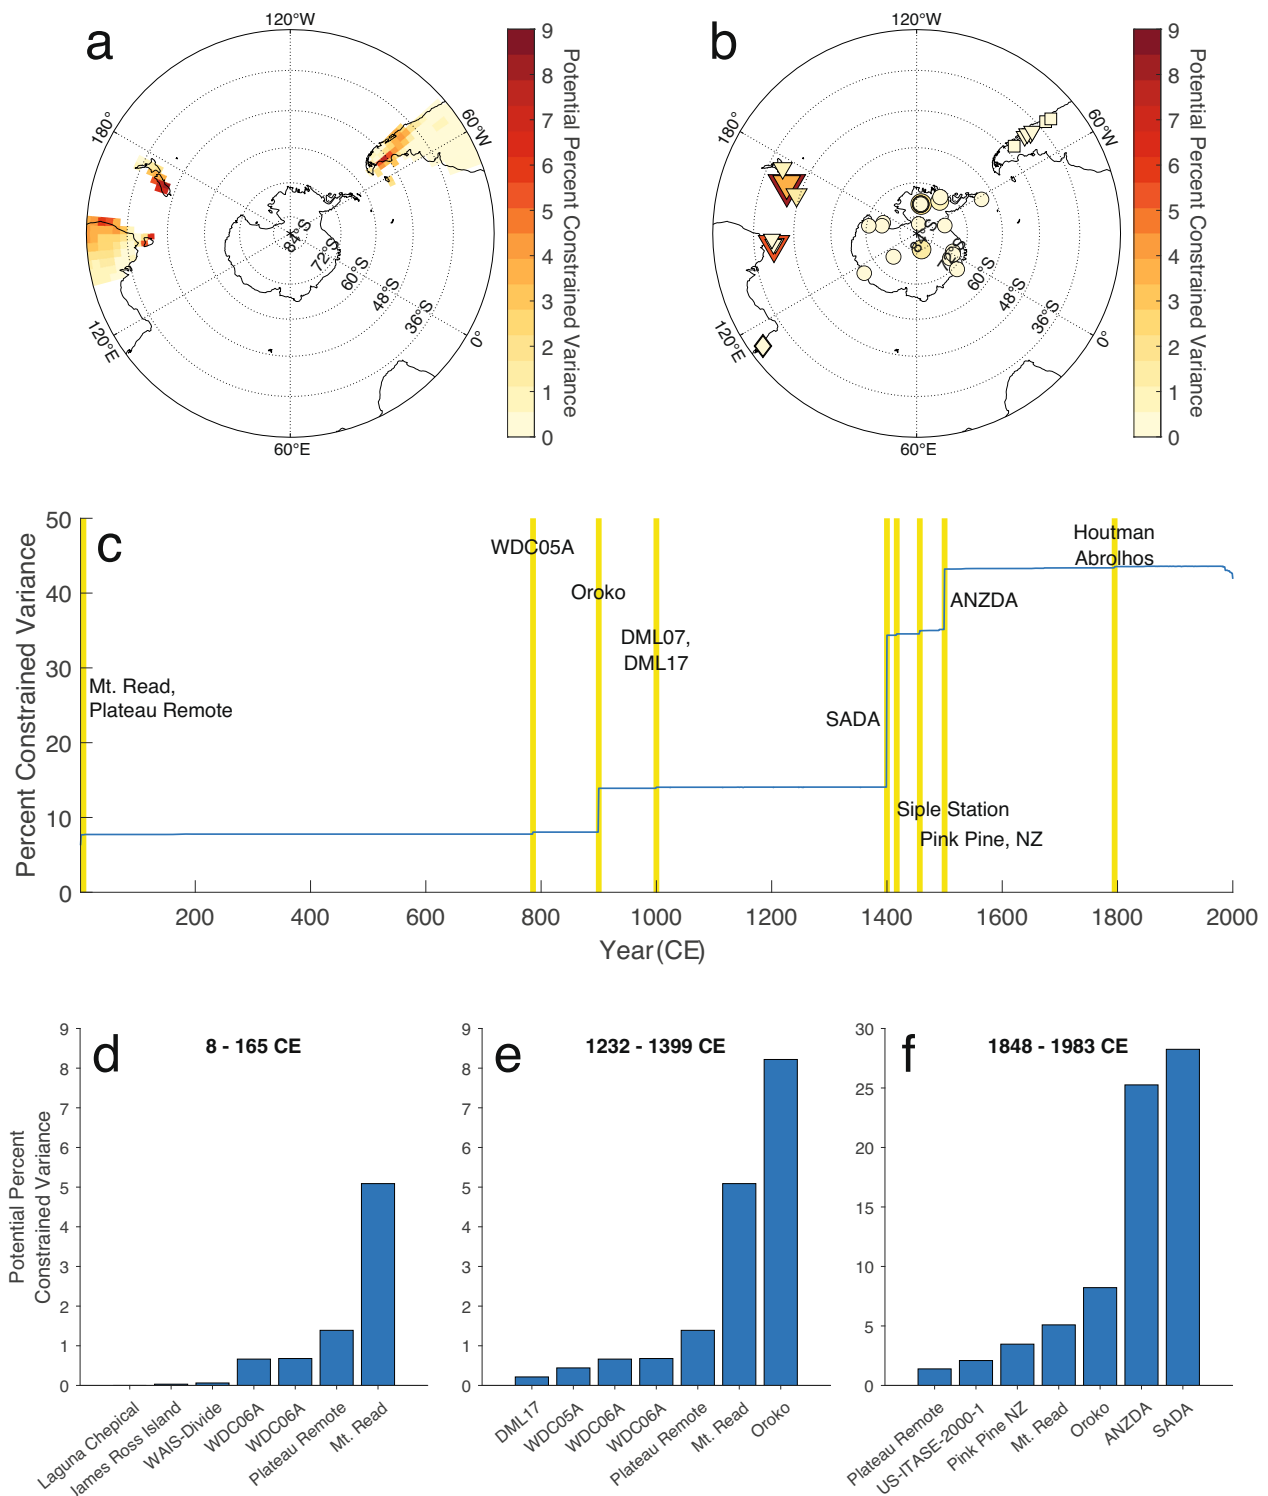 a
120°W
180°
60°W
120°E
0°
60°E
84°S
72°S
60°S
48°S
36°S
9
8
7
6
5
4
3
2
1
0
Potential Percent Constrained Variance
b
120°W
180°
60°W
120°E
0°
60°E
84°S
72°S
60°S
48°S
36°S
9
8
7
6
5
4
3
2
1
0
Potential Percent Constrained Variance
c
Percent Constrained Variance
50
40
30
20
10
0
WDC05A
Oroko
DML07,
DML17
Mt. Read,
Plateau Remote
SADA
Siple Station
Pink Pine, NZ
ANZDA
Houtman
Abrolhos
200
400
600
800
1000
1200
1400
1600
1800
2000
Year (CE)
d
8 - 165 CE
Potential Percent
Constrained Variance
9
8
7
6
5
4
3
2
1
0
Laguna Chepical
James Ross Island
WAIS-Divide
WDC06A
WDC06A
Plateau Remote
Mt. Read
e
1232 - 1399 CE
9
8
7
6
5
4
3
2
1
0
DML17
WDC05A
WDC06A
WDC06A
Plateau Remote
Mt. Read
Oroko
f
1848 - 1983 CE
30
25
20
15
10
5
0
Plateau Remote
US-ITASE-2000-1
Pink Pine NZ
Mt. Read
Oroko
ANZDA
SADA